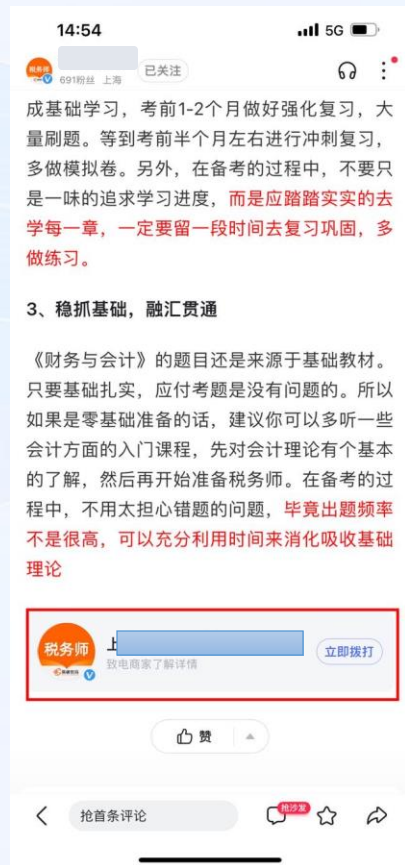 14:54
5G
税务师
691粉丝 上海
已关注
成基础学习，考前1-2个月做好强化复习，大
量刷题。等到考前半个月左右进行冲刺复习，
多做模拟卷。另外，在备考的过程中，不要只
是一味的追求学习进度，而是应踏踏实实的去
学每一章，一定要留一段时间去复习巩固，多
做练习。
3、稳抓基础，融汇贯通
《财务与会计》的题目还是来源于基础教材。
只要基础扎实，应付考题是没有问题的。所以
如果是零基础准备的话，建议你可以多听一些
会计方面的入门课程，先对会计理论有个基本
的了解，然后再开始准备税务师。在备考的过
程中，不用太担心错题的问题，毕竟出题频率
不是很高，可以充分利用时间来消化吸收基础
理论
税务师
上
致电商家了解详情
立即拨打
赞
抢首条评论
抢沙发